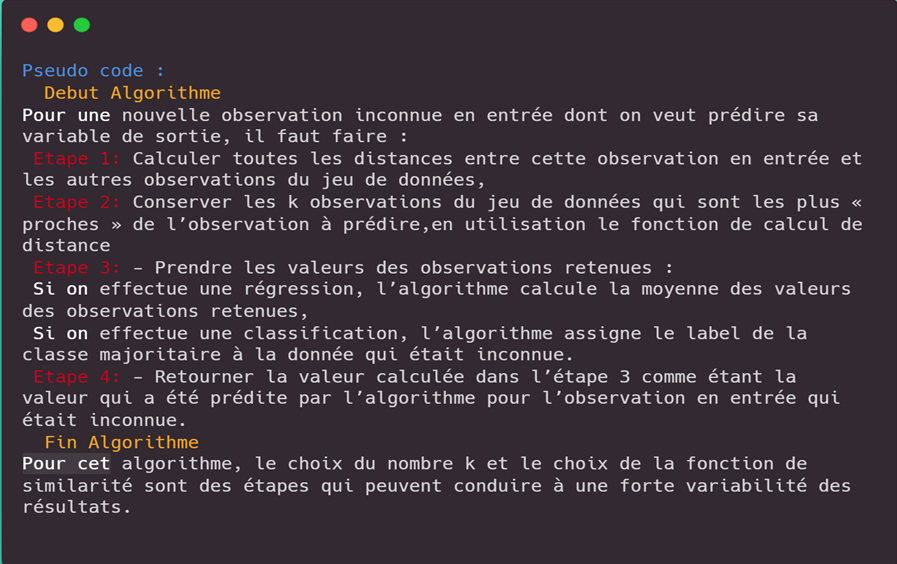 Pseudo code :
Debut Algorithme
Pour une nouvelle observation inconnue en entrée dont on veut prédire sa
variable de sortie, il faut faire :
Etape 1: Calculer toutes les distances entre cette observation en entrée et
les autres observations du jeu de données,
Etape 2: Conserver les k observations du jeu de données qui sont les plus «
proches » de l’observation à prédire,en utilisation le fonction de calcul de
distance
Etape 3: – Prendre les valeurs des observations retenues :
Si on effectue une régression, l’algorithme calcule la moyenne des valeurs
des observations retenues,
Si on effectue une classification, l’algorithme assigne le label de la
classe majoritaire à la donnée qui était inconnue.
Etape 4: – Retourner la valeur calculée dans l’étape 3 comme étant la
valeur qui a été prédite par l’algorithme pour l’observation en entrée qui
était inconnue.
Fin Algorithme
Pour cet algorithme, le choix du nombre k et le choix de la fonction de
similarité sont des étapes qui peuvent conduire à une forte variabilité des
résultats.